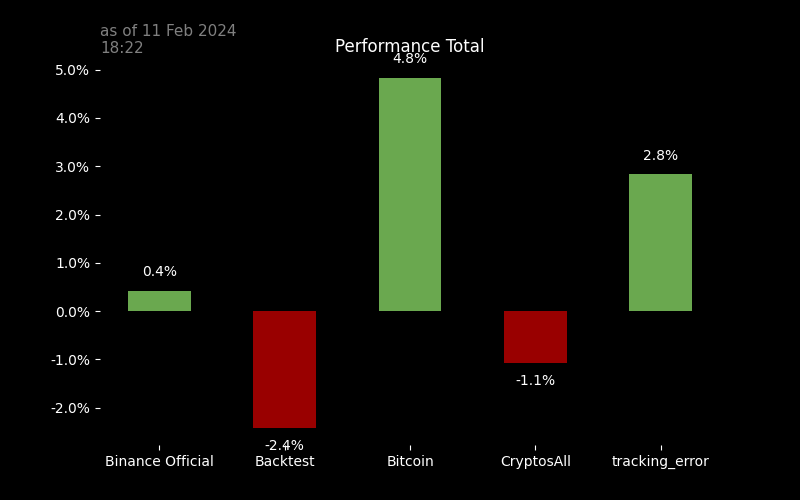 as of 11 Feb 2024
18:22
Performance Total
5.0%
4.0%
3.0%
2.0%
1.0%
0.0%
-1.0%
-2.0%
0.4%
-2.4%
4.8%
-1.1%
2.8%
Binance Official
Backtest
Bitcoin
CryptosAll
tracking_error